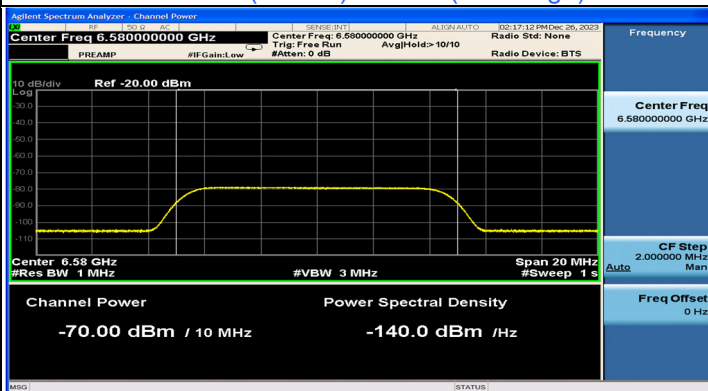 Agilent Spectrum Analyzer - Channel Power
RF 50 Ω AC SENSE:INT ALIGN AUTO 02:17:12 PM Dec 26, 2023
Center Freq 6.580000000 GHz
PREAMP #IFGain:Low
Center Freq: 6.580000000 GHz
Trig: Free Run Avg|Hold:> 10/10
#Atten: 0 dB
Radio Std: None
Radio Device: BTS
Frequency
10 dB/div Ref -20.00 dBm
Log
-30.0
-40.0
-50.0
-60.0
-70.0
-80.0
-90.0
-100
-110
Center Freq
6.580000000 GHz
Center 6.58 GHz Span 20 MHz
#Res BW 1 MHz #VBW 3 MHz #Sweep 1 s
CF Step
2.000000 MHz
Auto Man
Channel Power Power Spectral Density
-70.00 dBm / 10 MHz -140.0 dBm /Hz
Freq Offset
0 Hz
MSG STATUS